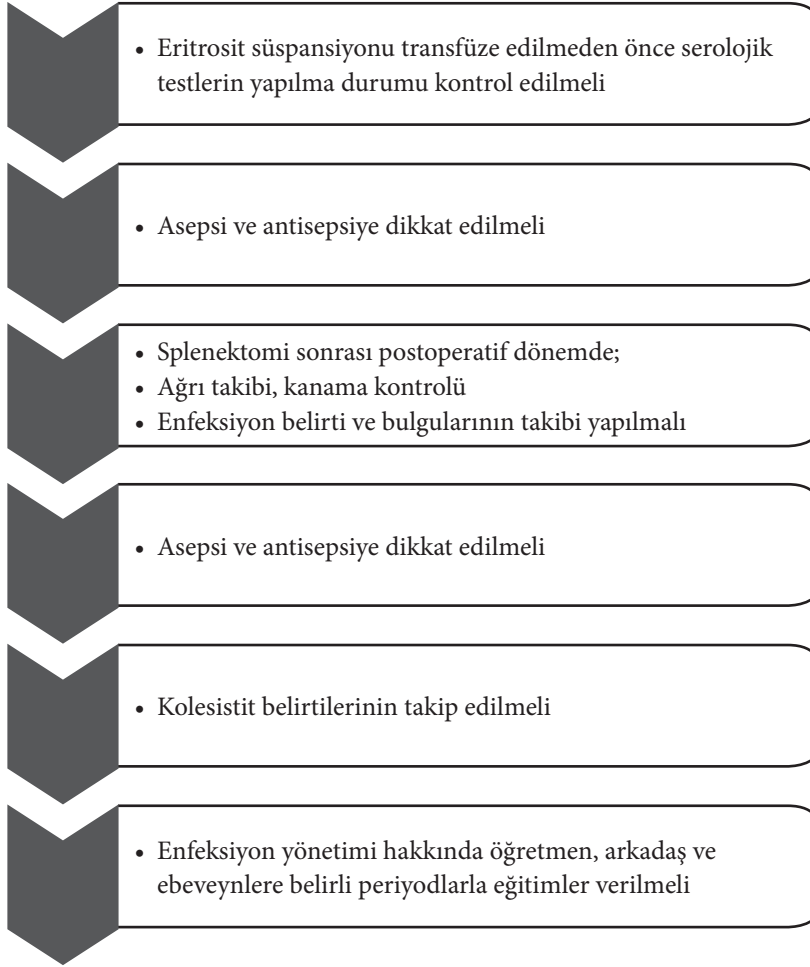 • Eritrosit süspansiyonu transfüze edilmeden önce serolojik
testlerin yapılma durumu kontrol edilmeli
• Asepsi ve antisepsiye dikkat edilmeli
• Splenektomi sonrası postoperatif dönemde;
• Ağrı takibi, kanama kontrolü
• Enfeksiyon belirti ve bulgularının takibi yapılmalı
• Asepsi ve antisepsiye dikkat edilmeli
• Kolesistit belirtilerinin takip edilmeli
• Enfeksiyon yönetimi hakkında öğretmen, arkadaş ve
ebeveynlere belirli periyodlarla eğitimler verilmeli